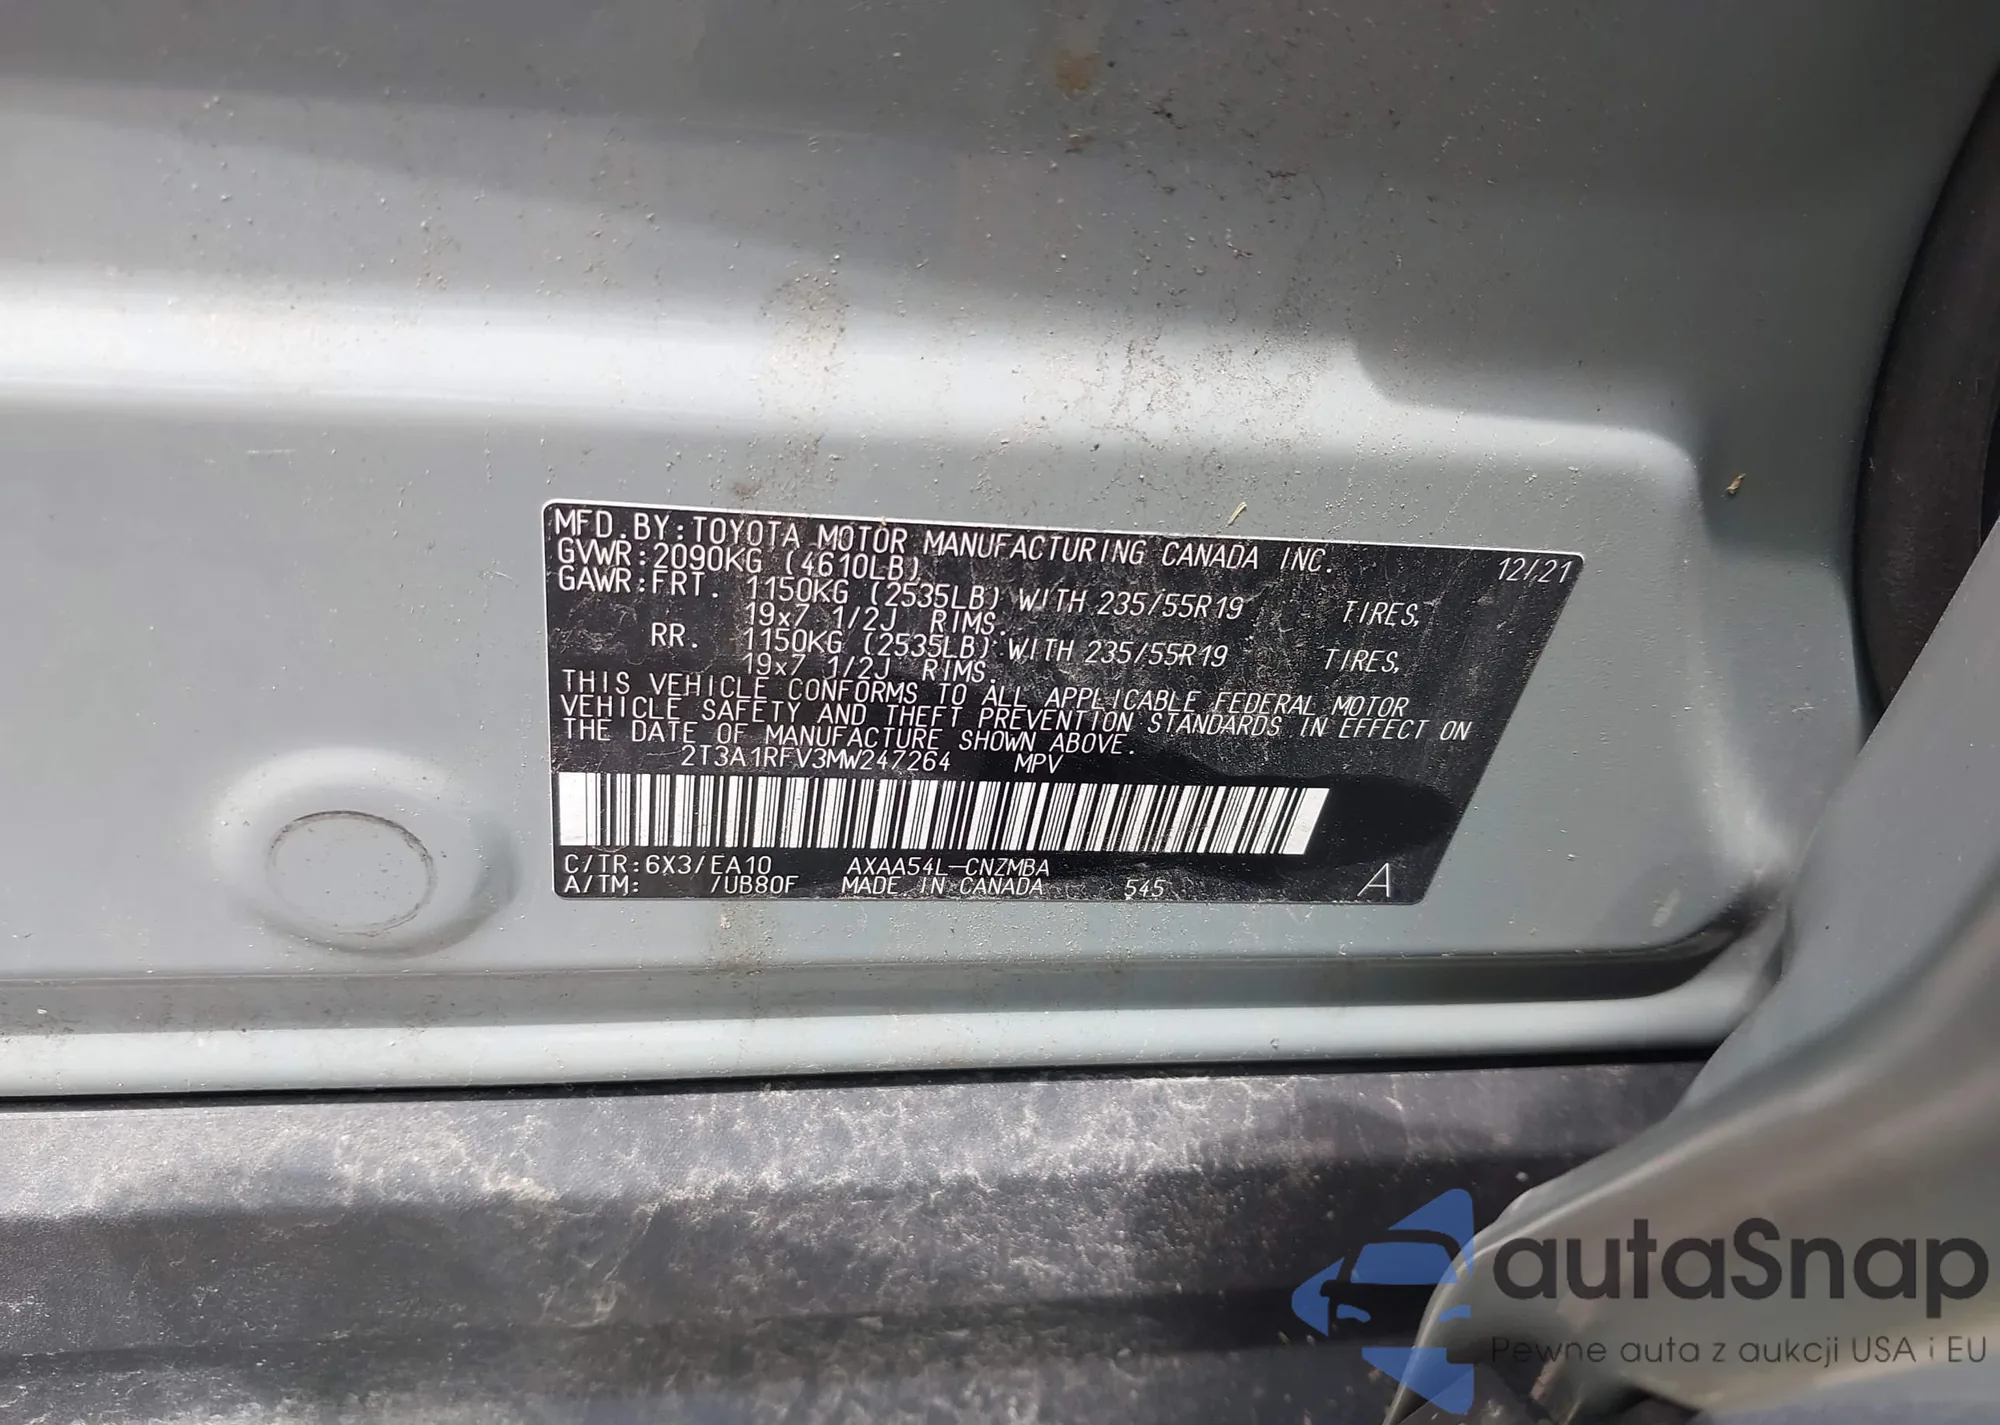 MFD.BY:TOYOTA MOTOR MANUFACTURING CANADA INC. 12/21
GVWR:2090KG (4610LB)
GAWR:FRT. 1150KG (2535LB) WITH 235/55R19 TIRES,
19x7 1/2J RIMS.
RR. 1150KG (2535LB) WITH 235/55R19 TIRES,
19x7 1/2J RIMS.
THIS VEHICLE CONFORMS TO ALL APPLICABLE FEDERAL MOTOR
VEHICLE SAFETY AND THEFT PREVENTION STANDARDS IN EFFECT ON
THE DATE OF MANUFACTURE SHOWN ABOVE.
2T3A1RFV3MW247264 MPV
C/TR:6X3/EA10 AXAA54L-CNZMBA
A/TM: /UB80F MADE IN CANADA 545 A
autaSnap
Pewne auta z aukcji USA i EU